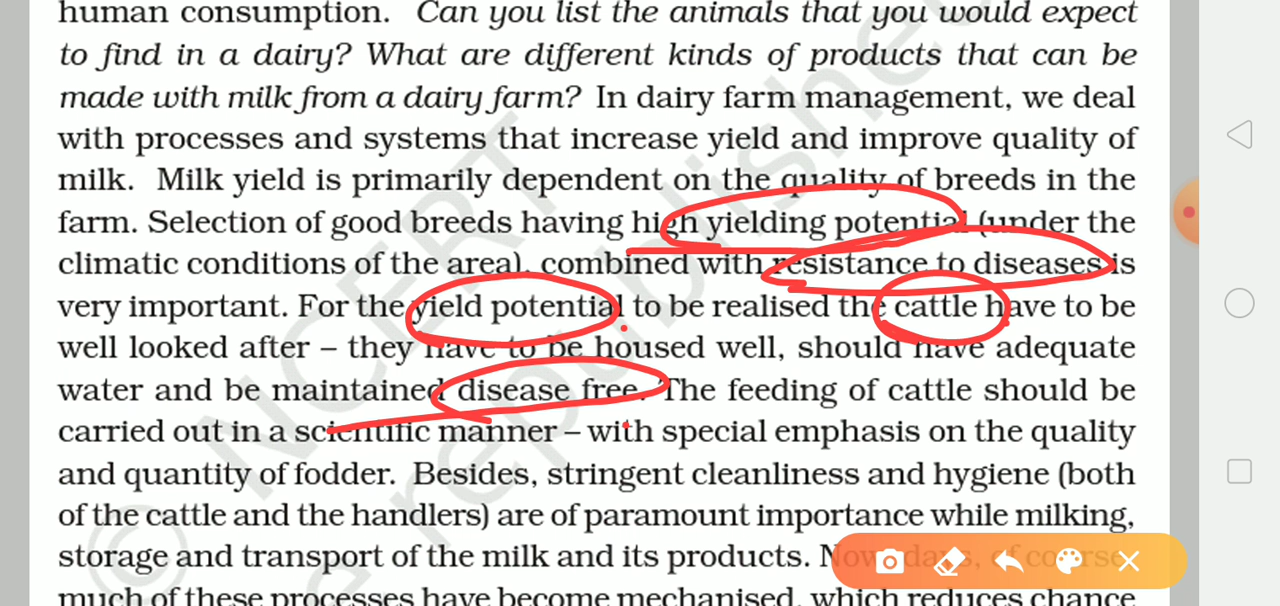 human consumption. Can you list the animals that you would expect
to find in a dairy? What are different kinds of products that can be
made with milk from a dairy farm? In dairy farm management, we deal
with processes and systems that increase yield and improve quality of
milk. Milk yield is primarily dependent on the quality of breeds in the
farm. Selection of good breeds having high yielding potential (under the
climatic conditions of the area), combined with resistance to diseases is
very important. For the yield potential to be realised the cattle have to be
well looked after – they have to be housed well, should have adequate
water and be maintained disease free. The feeding of cattle should be
carried out in a scientific manner – with special emphasis on the quality
and quantity of fodder. Besides, stringent cleanliness and hygiene (both
of the cattle and the handlers) are of paramount importance while milking,
storage and transport of the milk and its products. Now days, of course
much of these processes have become mechanised, which reduces chance
© NCERT
republished